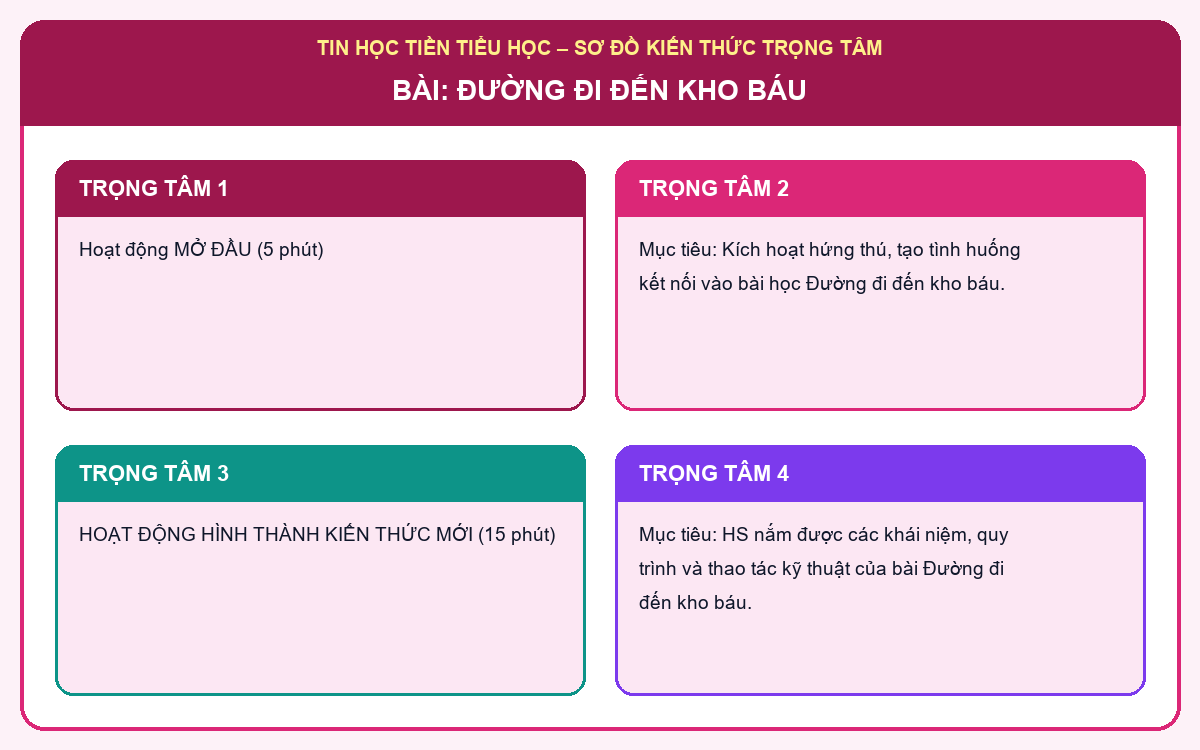 TIN HỌC TIỀN TIỂU HỌC – SƠ ĐỒ KIẾN THỨC TRỌNG TÂM
BÀI: ĐƯỜNG ĐI ĐẾN KHO BÁU
TRỌNG TÂM 1
Hoạt động MỞ ĐẦU (5 phút)
TRỌNG TÂM 2
Mục tiêu: Kích hoạt hứng thú, tạo tình huống
kết nối vào bài học Đường đi đến kho báu.
TRỌNG TÂM 3
HOẠT ĐỘNG HÌNH THÀNH KIẾN THỨC MỚI (15 phút)
TRỌNG TÂM 4
Mục tiêu: HS nắm được các khái niệm, quy
trình và thao tác kỹ thuật của bài Đường đi
đến kho báu.